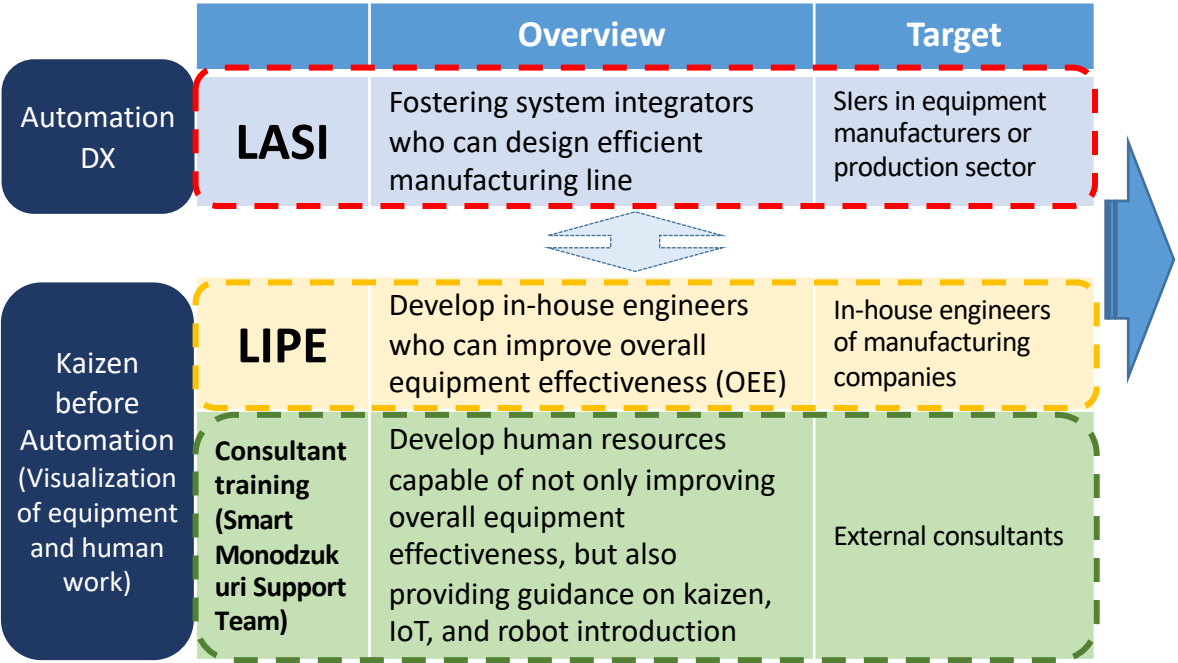 Overview
Target
Automation
DX
LASI
Fostering system integrators
who can design efficient
manufacturing line
SIers in equipment
manufacturers or
production sector
Kaizen
before
Automation
(Visualization
of equipment
and human
work)
LIPE
Develop in-house engineers
who can improve overall
equipment effectiveness (OEE)
In-house engineers
of manufacturing
companies
Consultant
training
(Smart
Monodzuk
uri Support
Team)
Develop human resources
capable of not only improving
overall equipment
effectiveness, but also
providing guidance on kaizen,
IoT, and robot introduction
External consultants